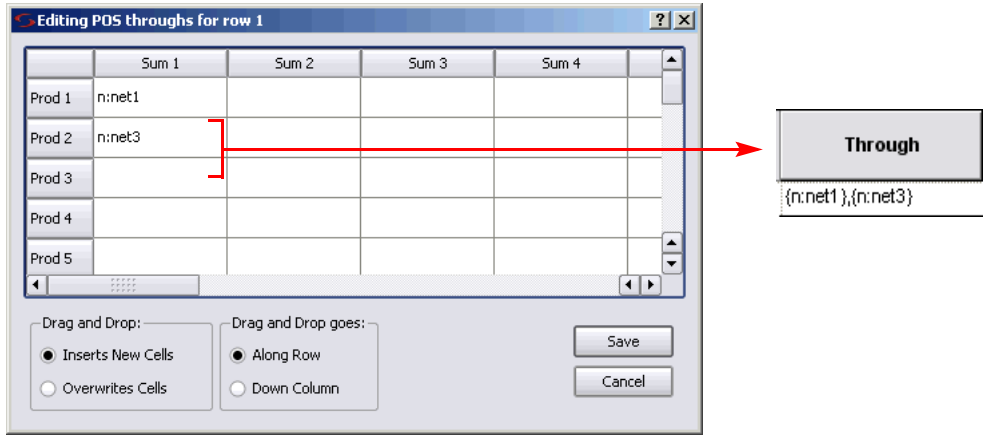 Editing POS throughs for row 1
Sum 1 Sum 2 Sum 3 Sum 4
Prod 1 n:net1
Prod 2 n:net3
Prod 3
Prod 4
Prod 5
Drag and Drop:
Inserts New Cells
Overwrites Cells
Drag and Drop goes:
Along Row
Down Column
Save
Cancel
Through
{n:net1},{n:net3}